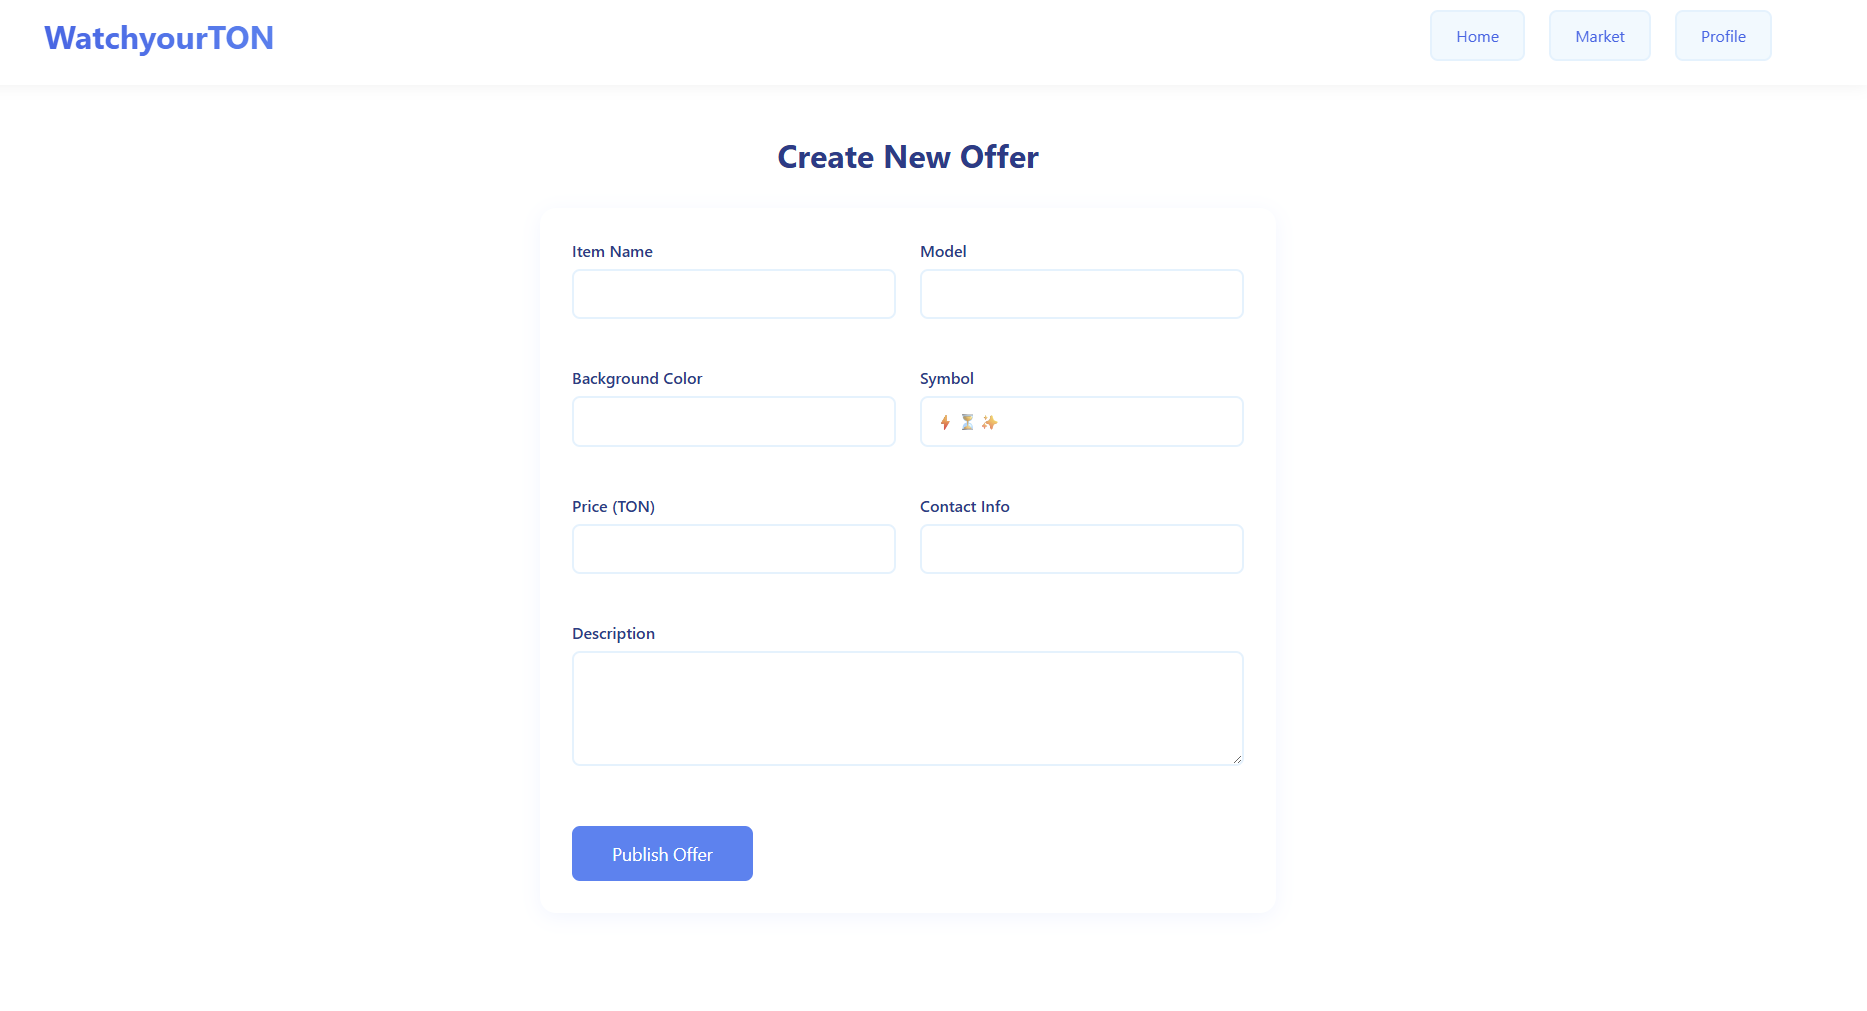 WatchyourTON
Home Market Profile
Create New Offer
Item Name Model
Background Color Symbol
⚡⏳✨
Price (TON) Contact Info
Description
Publish Offer